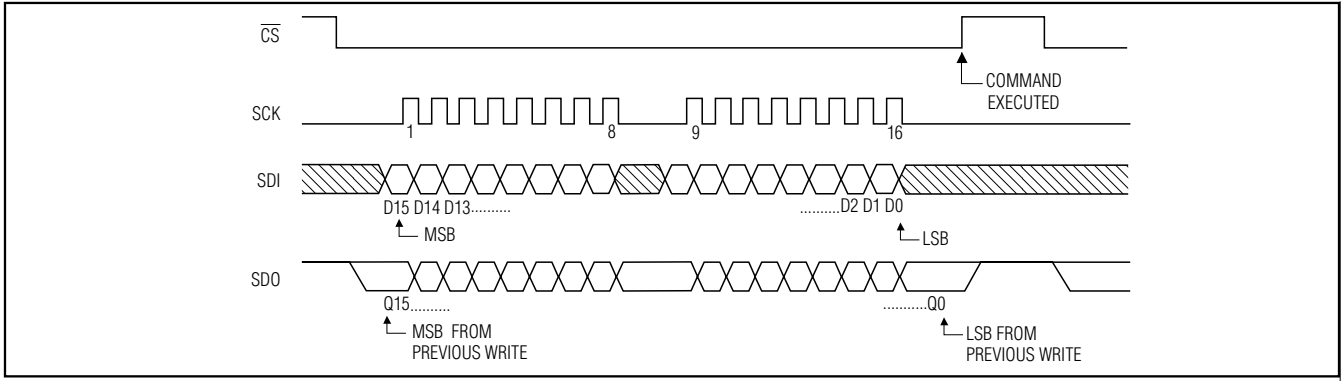 CS
COMMAND
EXECUTED
SCK
1
8
9
16
SDI
D15 D14 D13..........
..........D2 D1 D0
MSB
LSB
SDO
Q15..........
...........Q0
MSB FROM
PREVIOUS WRITE
LSB FROM
PREVIOUS WRITE